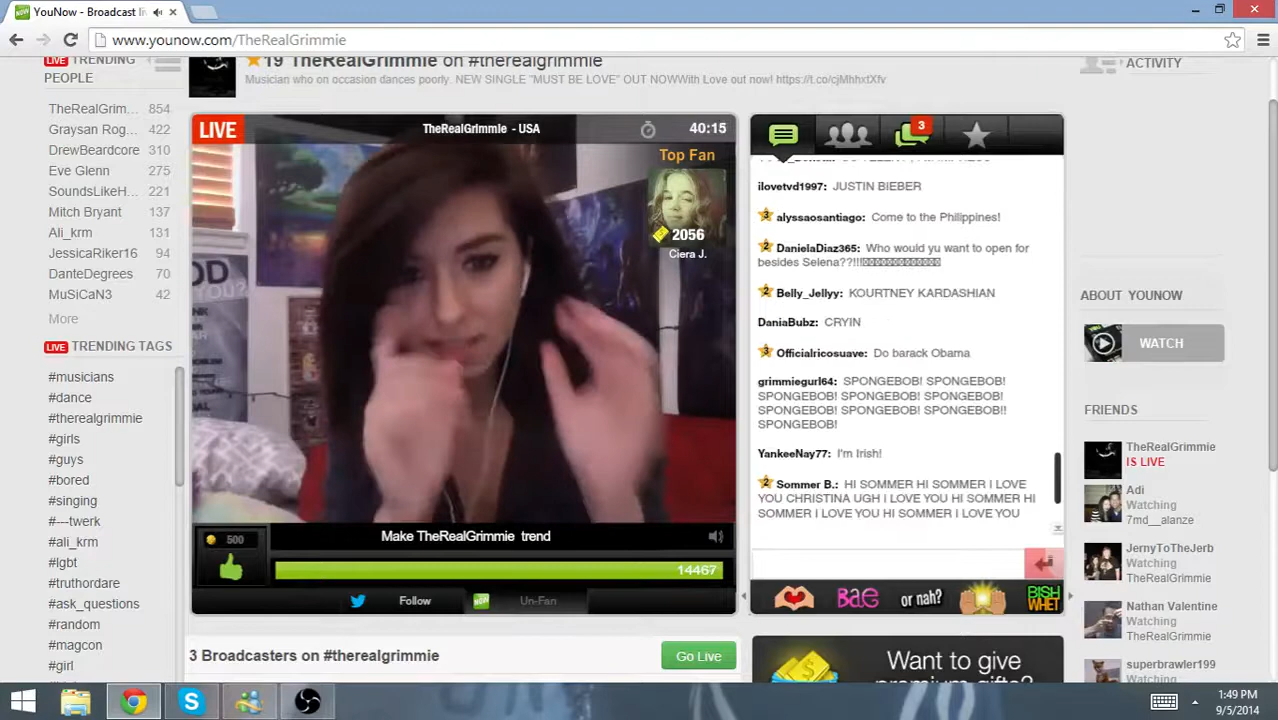 YouNow - Broadcast li
www.younow.com/TheRealGrimmie
LIVE TRENDING
PEOPLE
TheRealGrim... 854
Graysan Rog... 422
DrewBeardcore 310
Eve Glenn 275
SoundsLikeH... 221
Mitch Bryant 137
Ali_krm 131
JessicaRiker16 94
DanteDegrees 70
MuSiCaN3 42
More
LIVE TRENDING TAGS
#musicians
#dance
#therealgrimmie
#girls
#guys
#bored
#singing
#---twerk
#ali_krm
#lgbt
#truthordare
#ask_questions
#random
#magcon
#girl
19 TheRealGrimmie on #therealgrimmie
Musician who on occasion dances poorly. NEW SINGLE "MUST BE LOVE" OUT NOWWith Love out now! https://t.co/cjMhhxtXfv
LIVE
TheRealGrimmie - USA
40:15
Top Fan
2056
Ciera J.
500
Make TheRealGrimmie trend
14467
Follow
Un-Fan
3 Broadcasters on #therealgrimmie
Go Live
3
ilovetvd1997: JUSTIN BIEBER
3 alyssaosantiago: Come to the Philippines!
2 DanielaDiaz365: Who would yu want to open for
besides Selena??!!!
2 Belly_Jellyy: KOURTNEY KARDASHIAN
DaniaBubz: CRYIN
3 Officialricosuave: Do barack Obama
grimmiegurl64: SPONGEBOB! SPONGEBOB!
SPONGEBOB! SPONGEBOB! SPONGEBOB!
SPONGEBOB! SPONGEBOB! SPONGEBOB!!
SPONGEBOB!
YankeeNay77: I'm Irish!
2 Sommer B.: HI SOMMER HI SOMMER I LOVE
YOU CHRISTINA UGH I LOVE YOU HI SOMMER HI
SOMMER I LOVE YOU HI SOMMER I LOVE YOU
Bae
or nah?
BISH
WHET
Want to give
premium gifts?
ACTIVITY
ABOUT YOUNOW
WATCH
FRIENDS
TheRealGrimmie
IS LIVE
Adi
Watching
7md__alanze
JernyToTheJerb
Watching
TheRealGrimmie
Nathan Valentine
Watching
TheRealGrimmie
superbrawler199
Watching
1:49 PM
9/5/2014